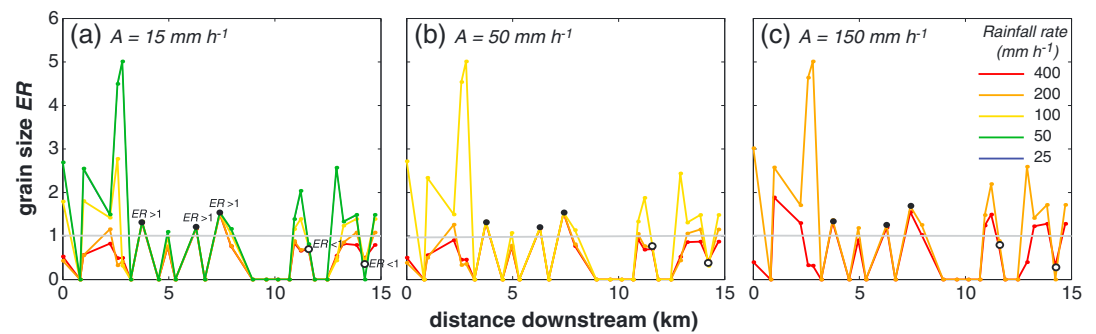 (a) A = 15 mm h-1
(b) A = 50 mm h-1
(c) A = 150 mm h-1
Rainfall rate
(mm h-1)
400
200
100
50
25
grain size ER
6
5
4
3
2
1
0
ER >1
ER >1
ER >1
ER <1
ER <1
0 5 10 15
0 5 10 15
0 5 10 15
distance downstream (km)